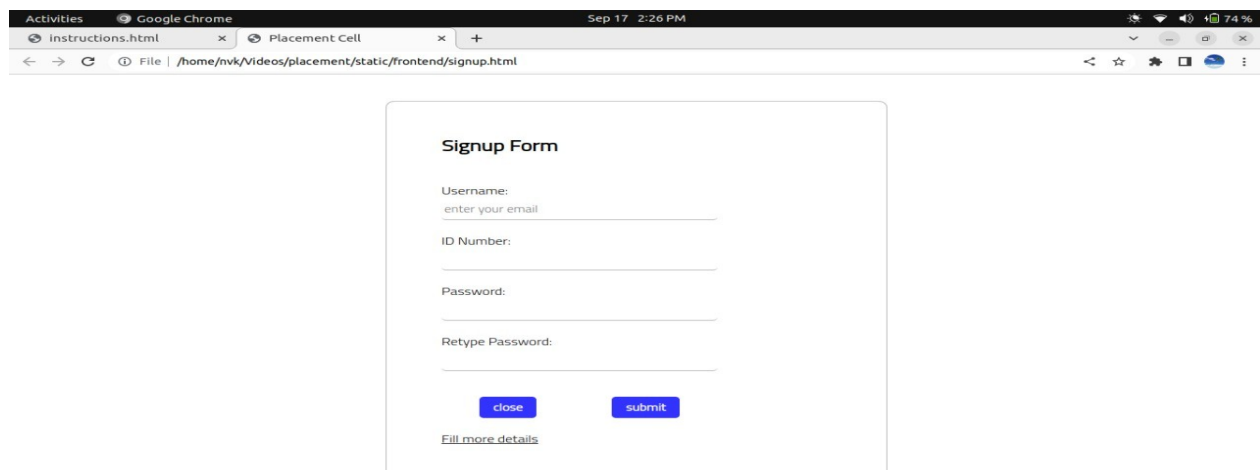 Activities Google Chrome Sep 17 2:26 PM 74 %
instructions.html Placement Cell
File /home/nvk/Videos/placement/static/frontend/signup.html
Signup Form
Username:
enter your email
ID Number:
Password:
Retype Password:
close submit
Fill more details